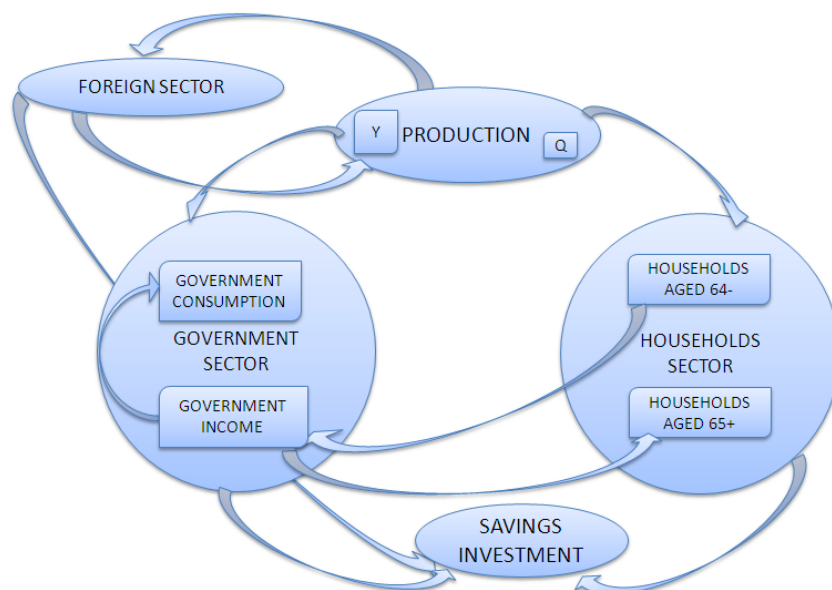 FOREIGN SECTOR
Y
PRODUCTION
Q
GOVERNMENT
CONSUMPTION
GOVERNMENT
SECTOR
GOVERNMENT
INCOME
HOUSEHOLDS
AGED 64-
HOUSEHOLDS
SECTOR
HOUSEHOLDS
AGED 65+
SAVINGS
INVESTMENT